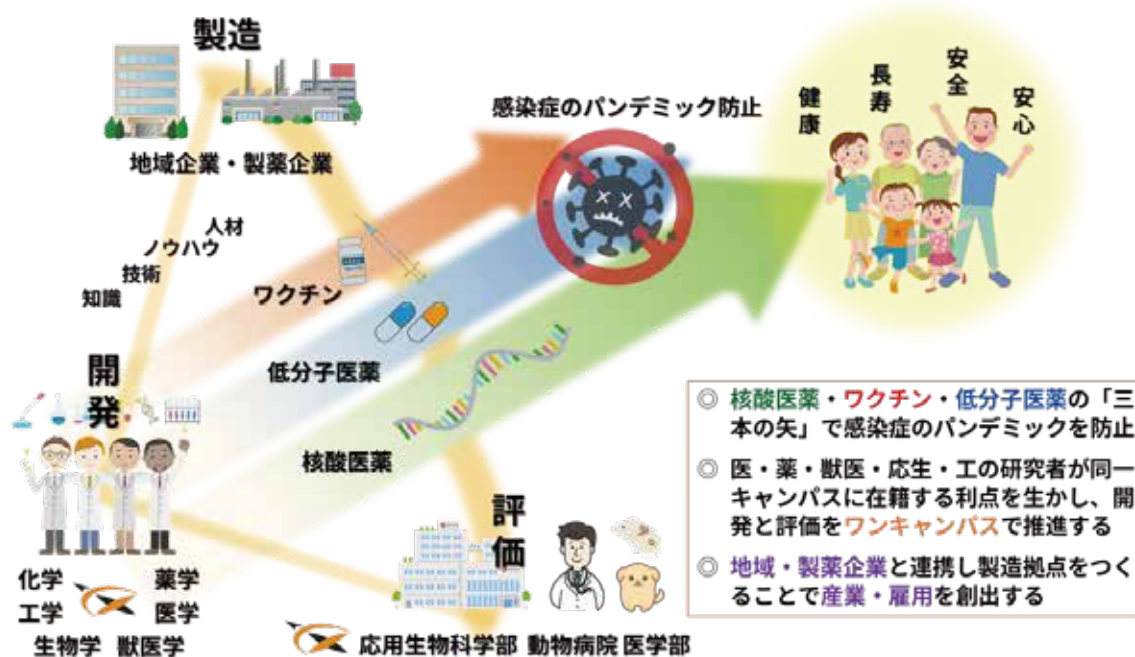 製造
地域企業・製薬企業
人材
ノウハウ
技術
知識
感染症のパンデミック防止
健康
長寿
安全
安心
ワクチン
低分子医薬
核酸医薬
開発
化学
薬学
工学
医学
生物学
獣医学
評価
応用生物科学部
動物病院
医学部
◎ 核酸医薬・ワクチン・低分子医薬の「三
本の矢」で感染症のパンデミックを防止
◎ 医・薬・獣医・応生・工の研究者が同一
キャンパスに在籍する利点を生かし、開
発と評価をワンキャンパスで推進する
◎ 地域・製薬企業と連携し製造拠点をつく
ることで産業・雇用を創出する